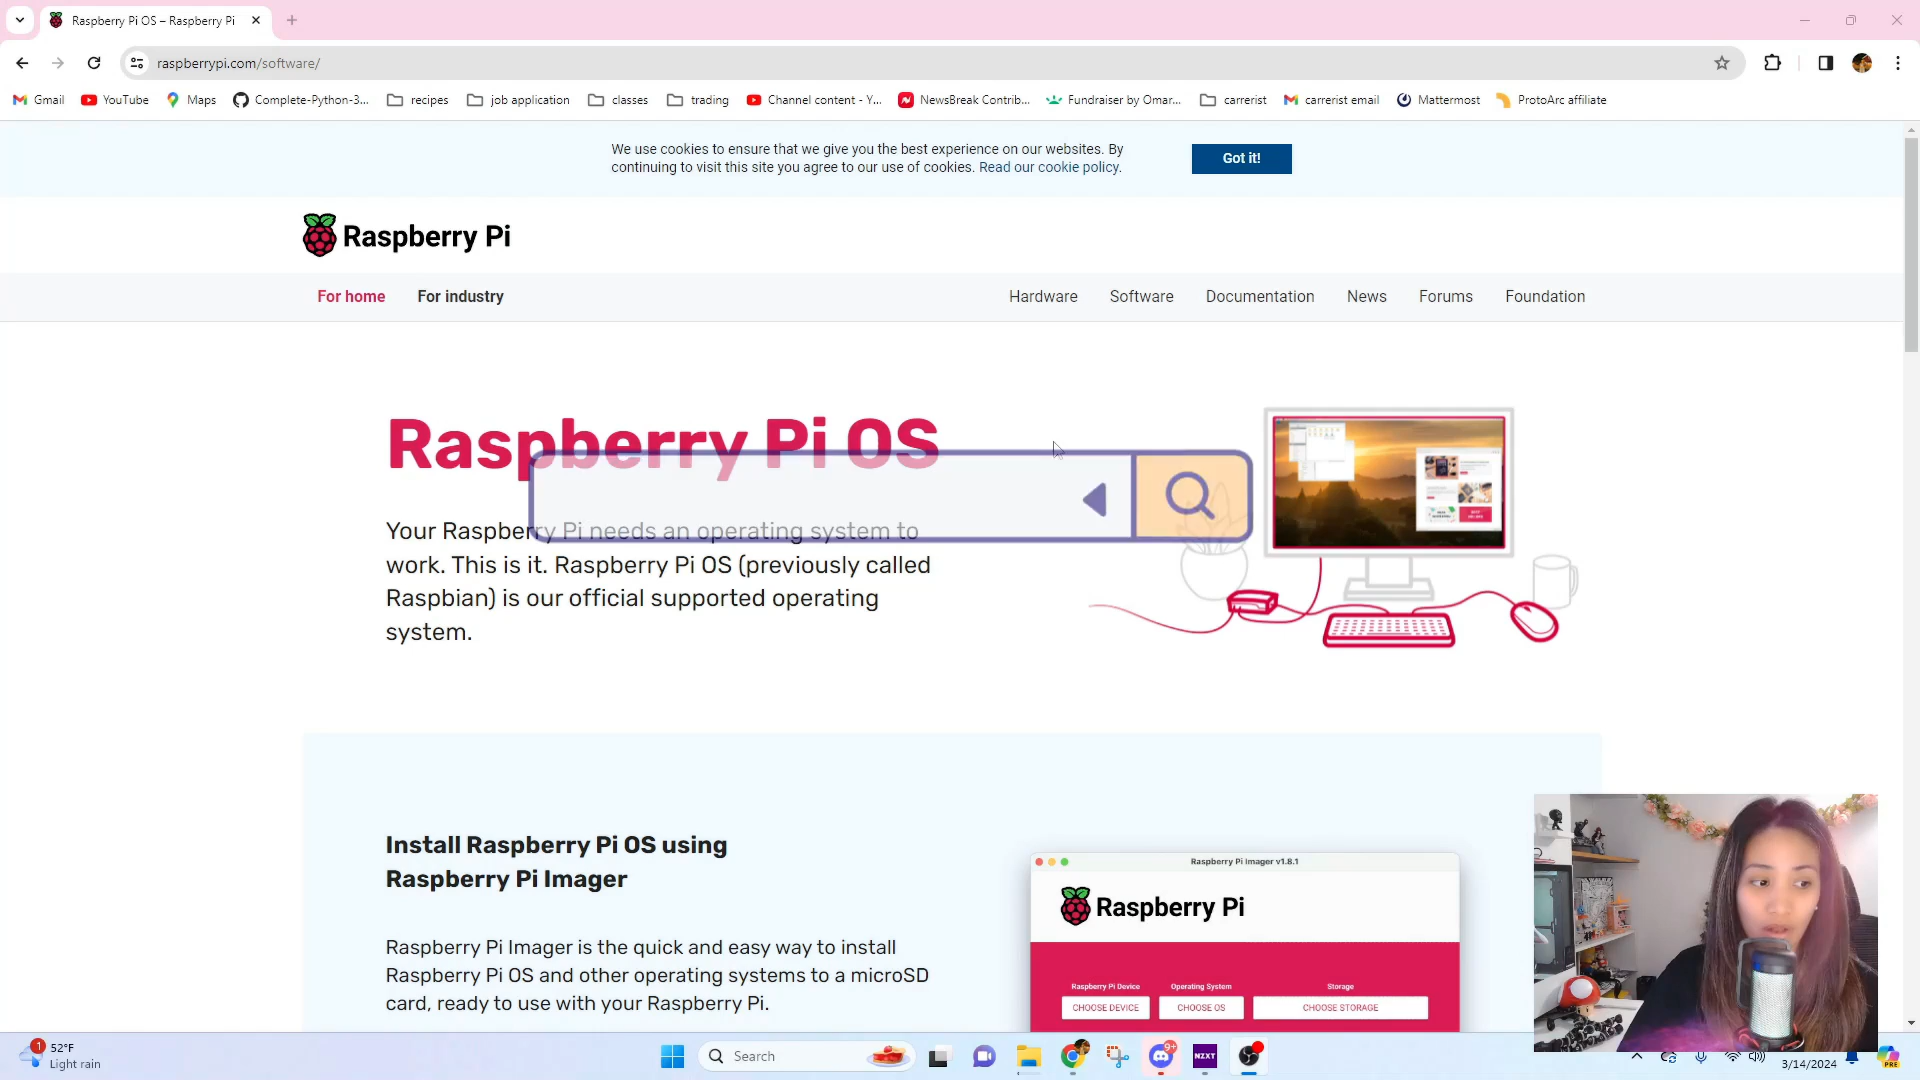 Raspberry Pi OS – Raspberry Pi
raspberrypi.com/software/
Gmail
YouTube
Maps
Complete-Python-3...
recipes
job application
classes
trading
Channel content - Y...
NewsBreak Contrib...
Fundraiser by Omar...
carrerist
carrerist email
Mattermost
ProtoArc affiliate
We use cookies to ensure that we give you the best experience on our websites. By
continuing to visit this site you agree to our use of cookies. Read our cookie policy.
Got it!
Raspberry Pi
For home
For industry
Hardware
Software
Documentation
News
Forums
Foundation
Raspberry Pi OS
Your Raspberry Pi needs an operating system to
work. This is it. Raspberry Pi OS (previously called
Raspbian) is our official supported operating
system.
Install Raspberry Pi OS using
Raspberry Pi Imager
Raspberry Pi Imager is the quick and easy way to install
Raspberry Pi OS and other operating systems to a microSD
card, ready to use with your Raspberry Pi.
Raspberry Pi Imager v1.8.1
Raspberry Pi
Raspberry Pi Device
Operating System
Storage
CHOOSE DEVICE
CHOOSE OS
CHOOSE STORAGE
1
52°F
Light rain
Search
9+
NZXT
3/14/2024
PRE